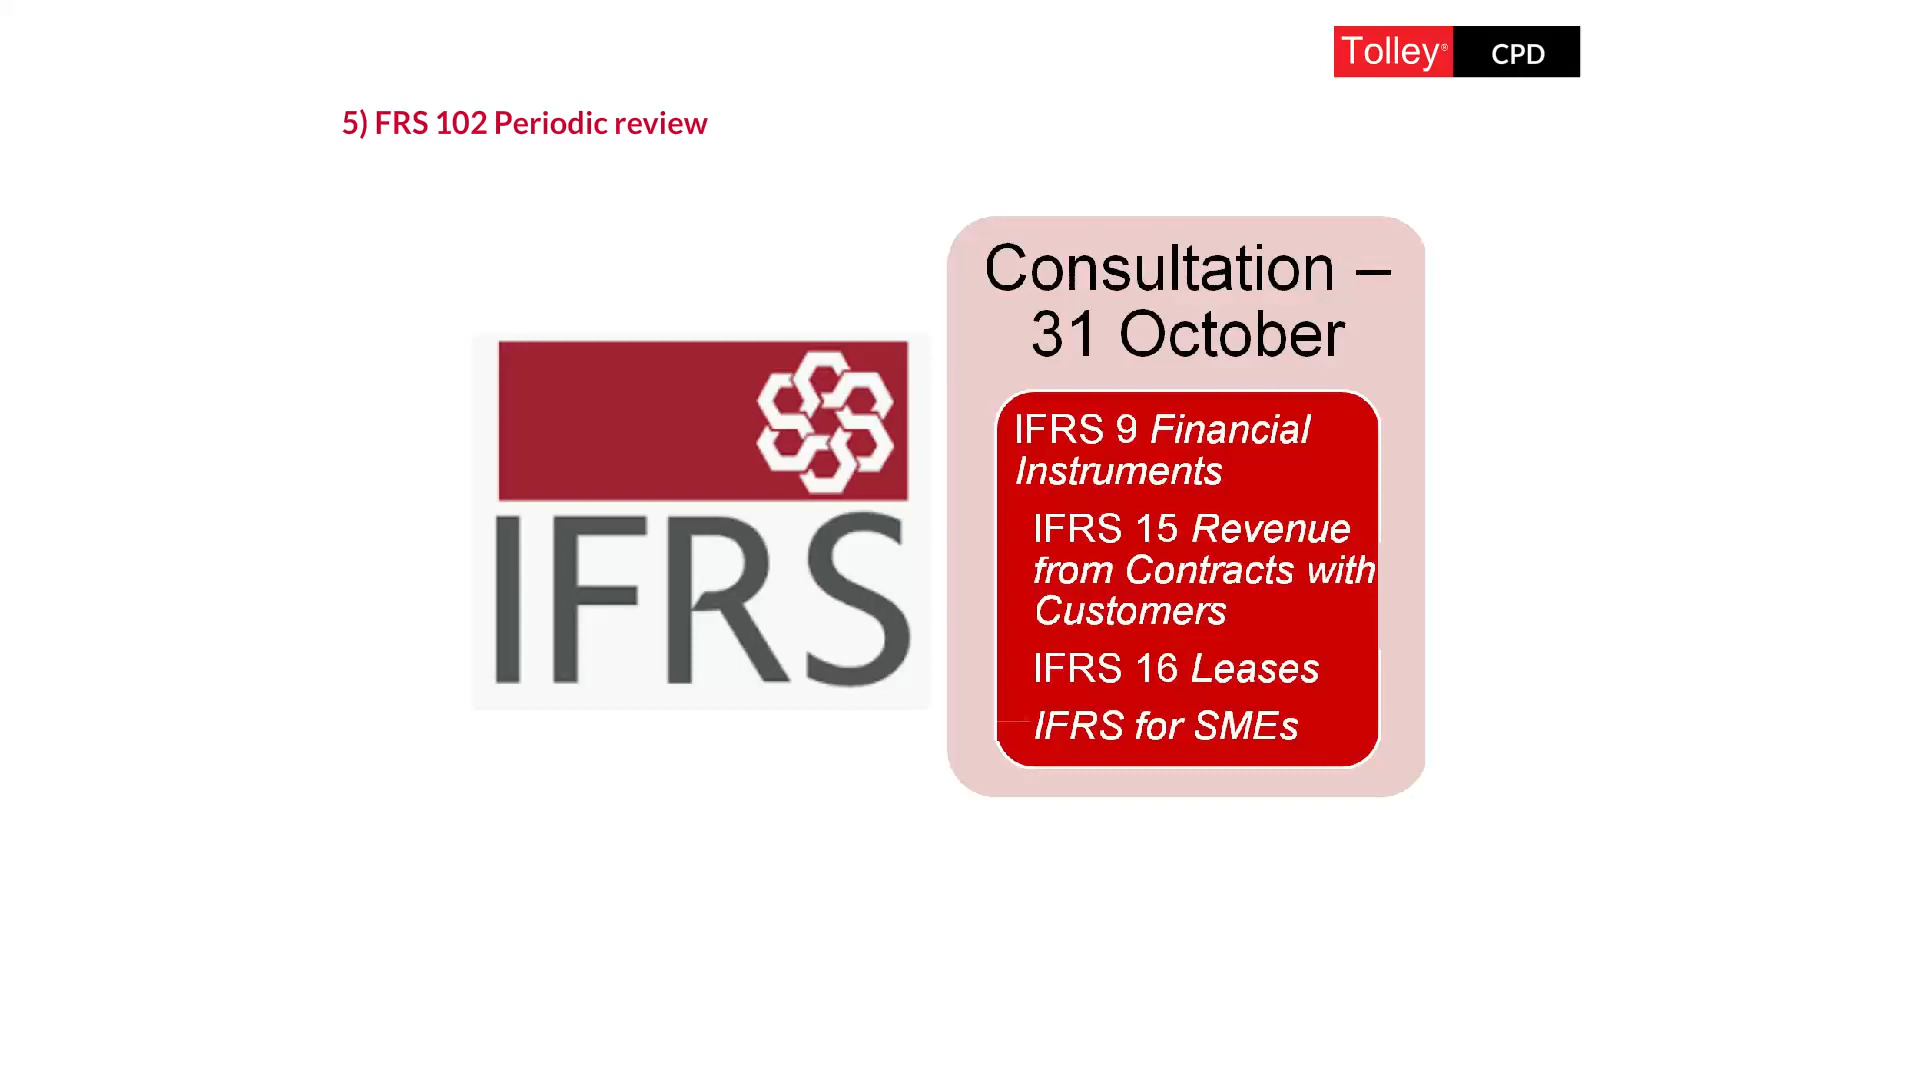 Tolley® CPD
5) FRS 102 Periodic review
Consultation –
31 October
IFRS
IFRS 9 Financial
Instruments
IFRS 15 Revenue
from Contracts with
Customers
IFRS 16 Leases
IFRS for SMEs